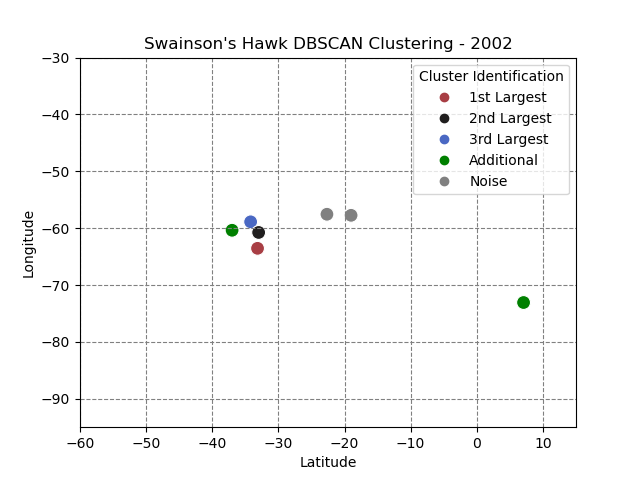 Swainson's Hawk DBSCAN Clustering - 2002
Cluster Identification
1st Largest
2nd Largest
3rd Largest
Additional
Noise
Longitude
−30
−40
−50
−60
−70
−80
−90
−60 −50 −40 −30 −20 −10 0 10
Latitude